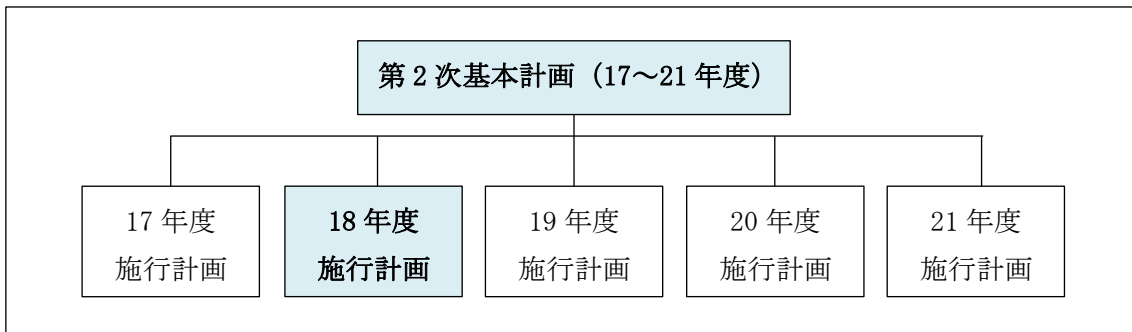 第2次基本計画（17～21年度）
17年度
施行計画
18年度
施行計画
19年度
施行計画
20年度
施行計画
21年度
施行計画